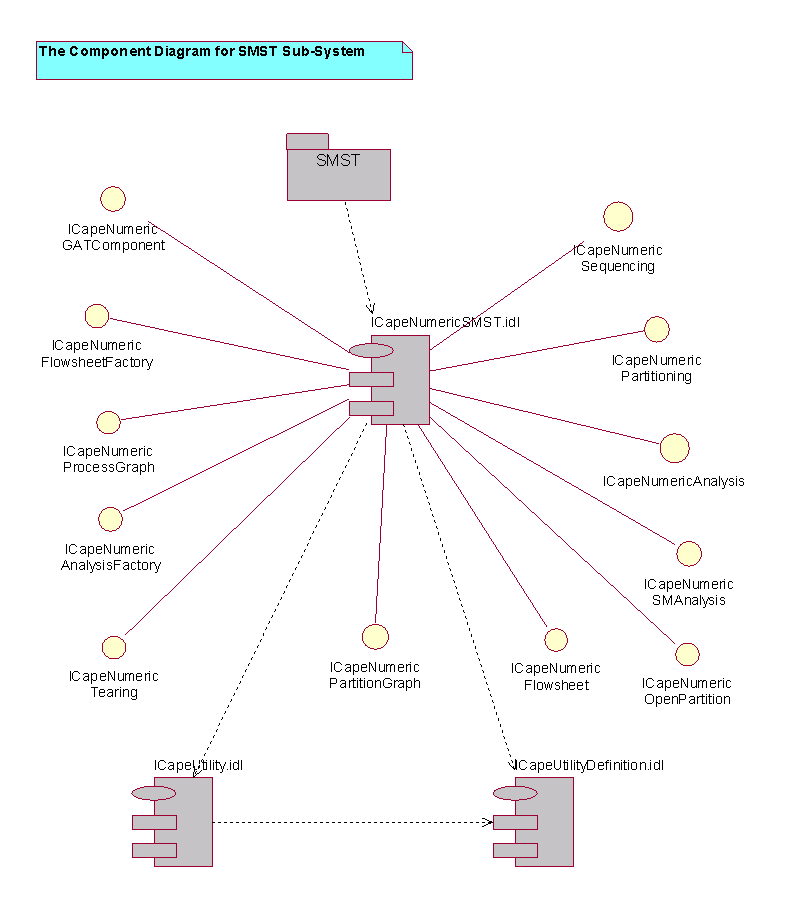 The Component Diagram for SMST Sub-System
SMST
ICapeNumeric
GATComponent
ICapeNumeric
Sequencing
ICapeNumericSMST.idl
ICapeNumeric
FlowsheetFactory
ICapeNumeric
Partitioning
ICapeNumeric
ProcessGraph
ICapeNumericAnalysis
ICapeNumeric
AnalysisFactory
ICapeNumeric
SMAnalysis
ICapeNumeric
Tearing
ICapeNumeric
PartitionGraph
ICapeNumeric
Flowsheet
ICapeNumeric
OpenPartition
ICapeUtility.idl
ICapeUtilityDefinition.idl